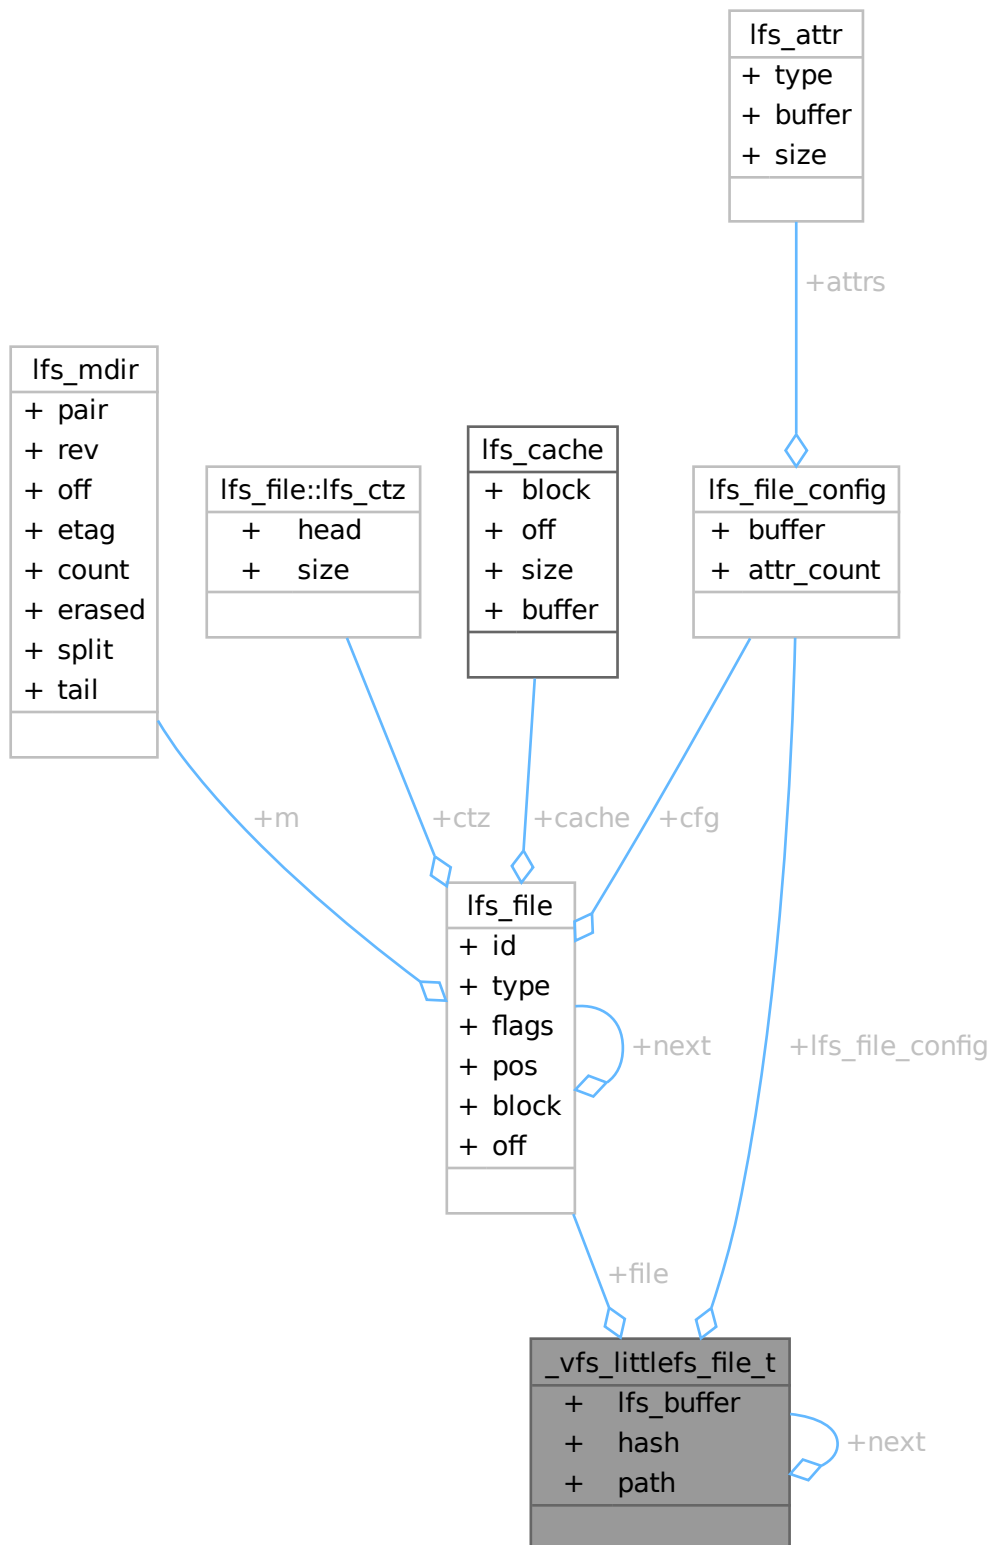 lfs_attr
+ type
+ buffer
+ size
+attrs
lfs_mdir
+ pair
+ rev
+ off
+ etag
+ count
+ erased
+ split
+ tail
lfs_file::lfs_ctz
+ head
+ size
lfs_cache
+ block
+ off
+ size
+ buffer
lfs_file_config
+ buffer
+ attr_count
+m
+ctz
+cache
+cfg
lfs_file
+ id
+ type
+ flags
+ pos
+ block
+ off
+next
+lfs_file_config
+file
_vfs_littlefs_file_t
+ lfs_buffer
+ hash
+ path
+next